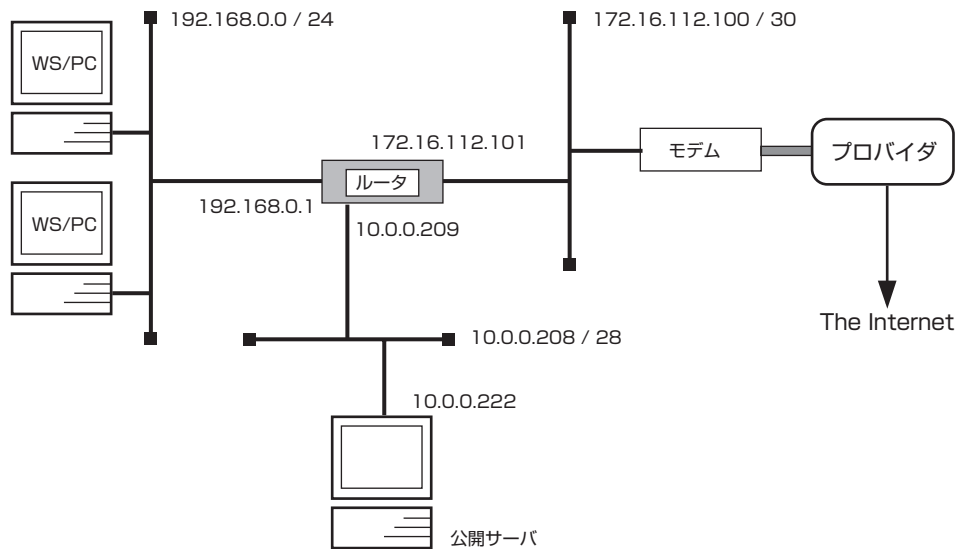 192.168.0.0 / 24
172.16.112.100 / 30
WS/PC
172.16.112.101
モデム
プロバイダ
ルータ
192.168.0.1
WS/PC
10.0.0.209
The Internet
10.0.0.208 / 28
10.0.0.222
公開サーバ